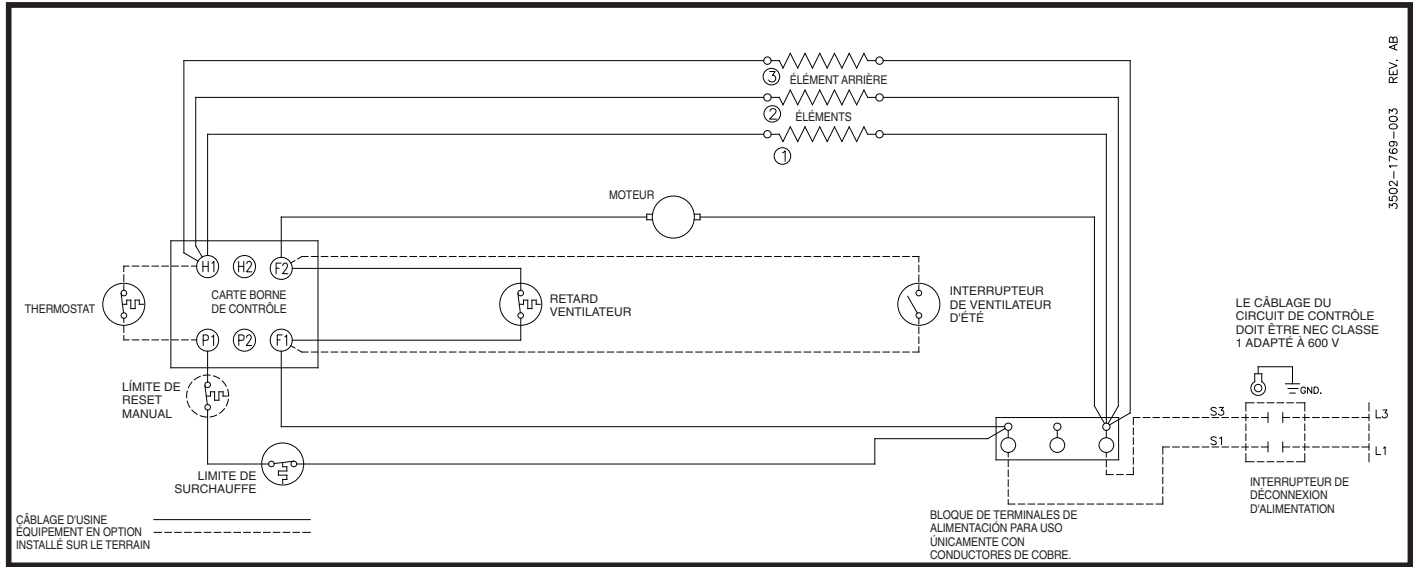 3502-1769-003 REV. AB
③ ÉLÉMENT ARRIÈRE
② ÉLÉMENTS
①
MOTEUR
H1 H2 F2
THERMOSTAT
CARTE BORNE
DE CONTRÔLE
P1 P2 F1
RETARD
VENTILATEUR
INTERRUPTEUR
DE VENTILATEUR
D'ÉTÉ
LE CÂBLAGE DU
CIRCUIT DE CONTRÔLE
DOIT ÊTRE NEC CLASSE
1 ADAPTÉ À 600 V
LÍMITE DE
RESET
MANUAL
GND.
S3 L3
S1 L1
LIMITE DE
SURCHAUFFE
INTERRUPTEUR DE
DÉCONNEXION
D'ALIMENTATION
BLOQUE DE TERMINALES DE
ALIMENTACIÓN PARA USO
ÚNICAMENTE CON
CONDUCTORES DE COBRE.
CÂBLAGE D'USINE
ÉQUIPEMENT EN OPTION
INSTALLÉ SUR LE TERRAIN